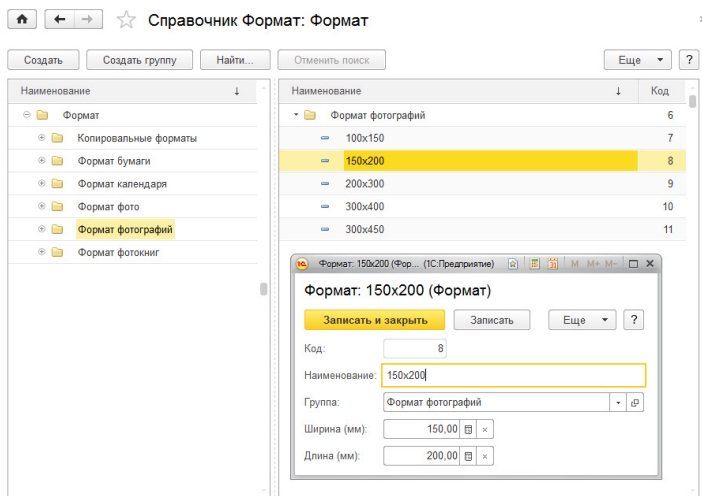 Справочник Формат: Формат
Создать Создать группу Найти... Отменить поиск Еще ?
Наименование ↓ Наименование ↓ Код
Формат Формат фотографий 6
Копировальные форматы 100x150 7
Формат бумаги 150x200 8
Формат календаря 200x300 9
Формат фото 300x400 10
Формат фотографий 300x450 11
Формат фотокниг
Формат: 150x200 (Фор... (1С:Предприятие) M M+ M-
Формат: 150x200 (Формат)
Записать и закрыть Записать Еще ?
Код: 8
Наименование: 150x200
Группа: Формат фотографий
Ширина (мм): 150,00
Длина (мм): 200,00